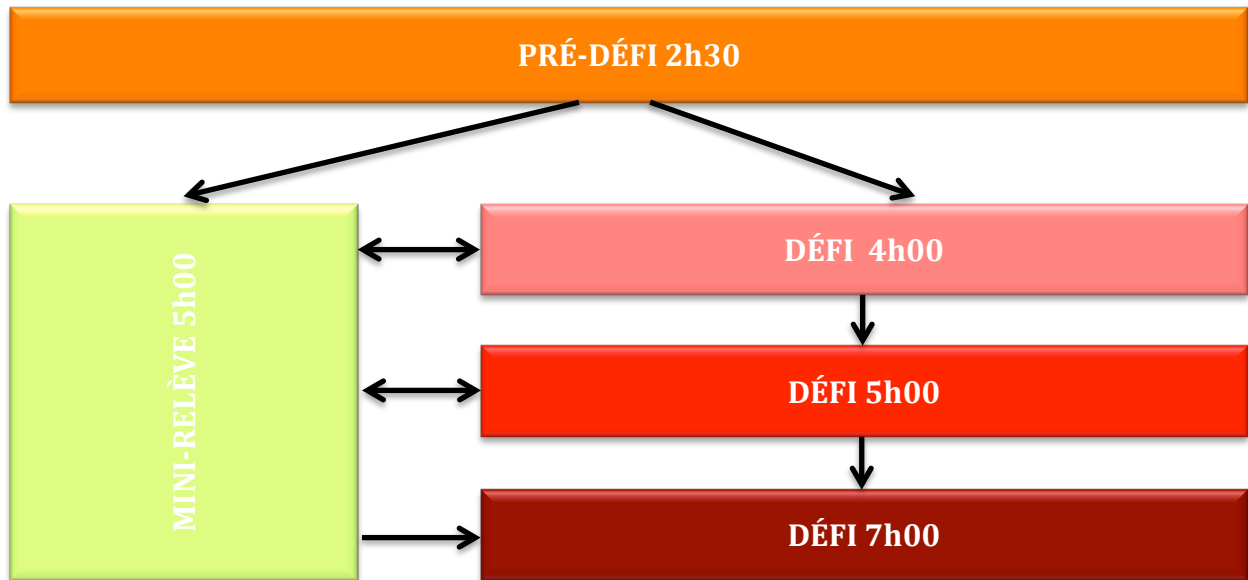 PRÉ-DÉFI 2h30
MINI-RELÈVE 5h00
DÉFI 4h00
DÉFI 5h00
DÉFI 7h00